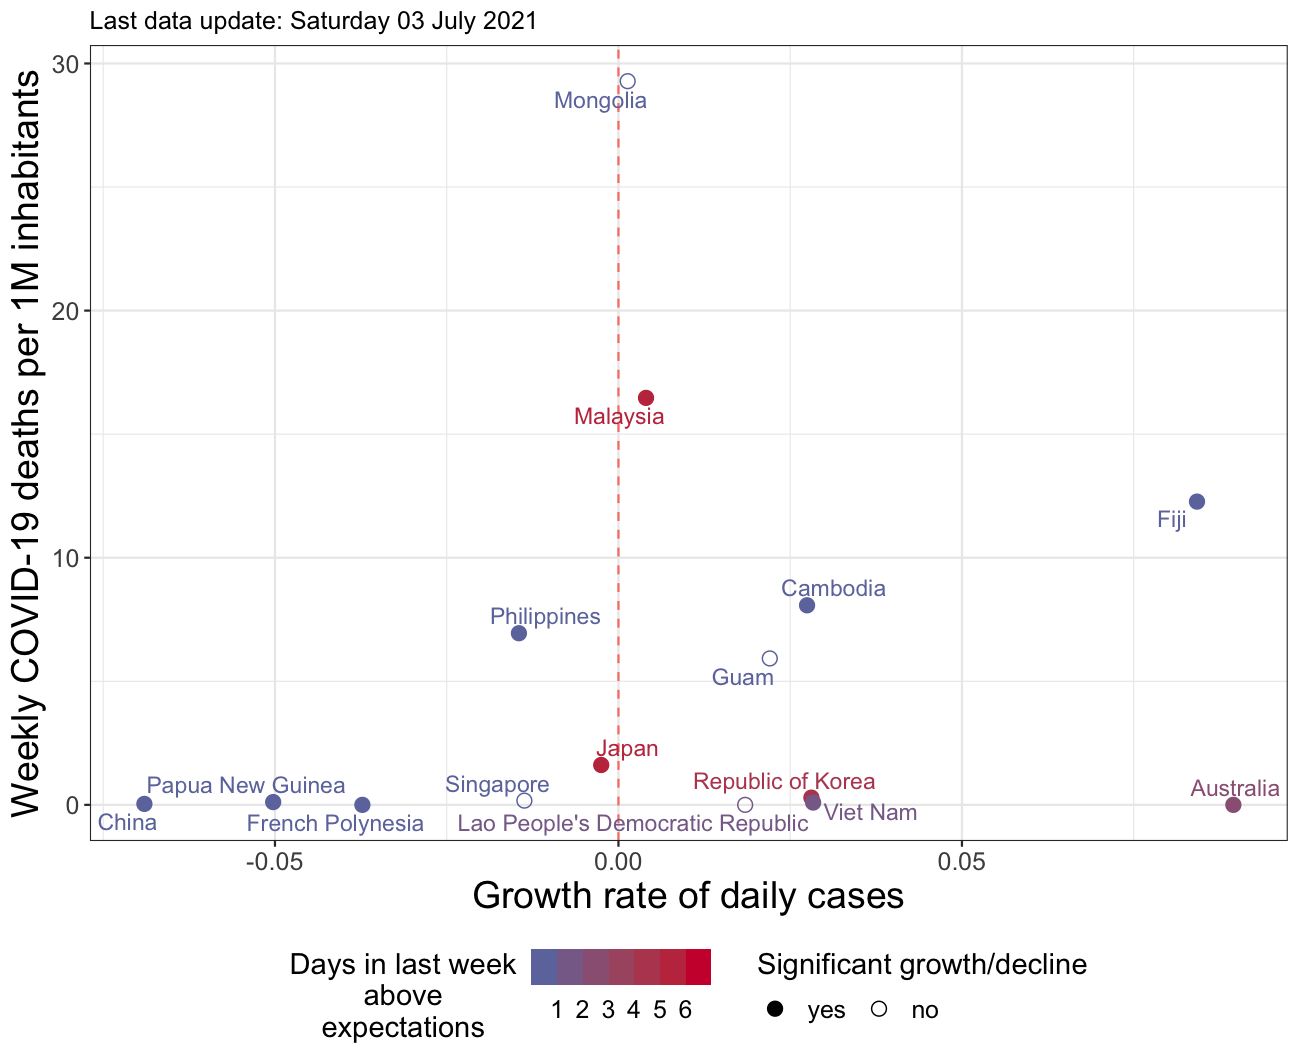 Last data update: Saturday 03 July 2021
Weekly COVID-19 deaths per 1M inhabitants
30
20
10
0
Mongolia
Malaysia
Fiji
Cambodia
Philippines
Guam
Japan
Papua New Guinea
Singapore
Republic of Korea
Australia
China
French Polynesia
Lao People's Democratic Republic
Viet Nam
-0.05
0.00
0.05
Growth rate of daily cases
Days in last week
above
expectations
1 2 3 4 5 6
Significant growth/decline
yes
no